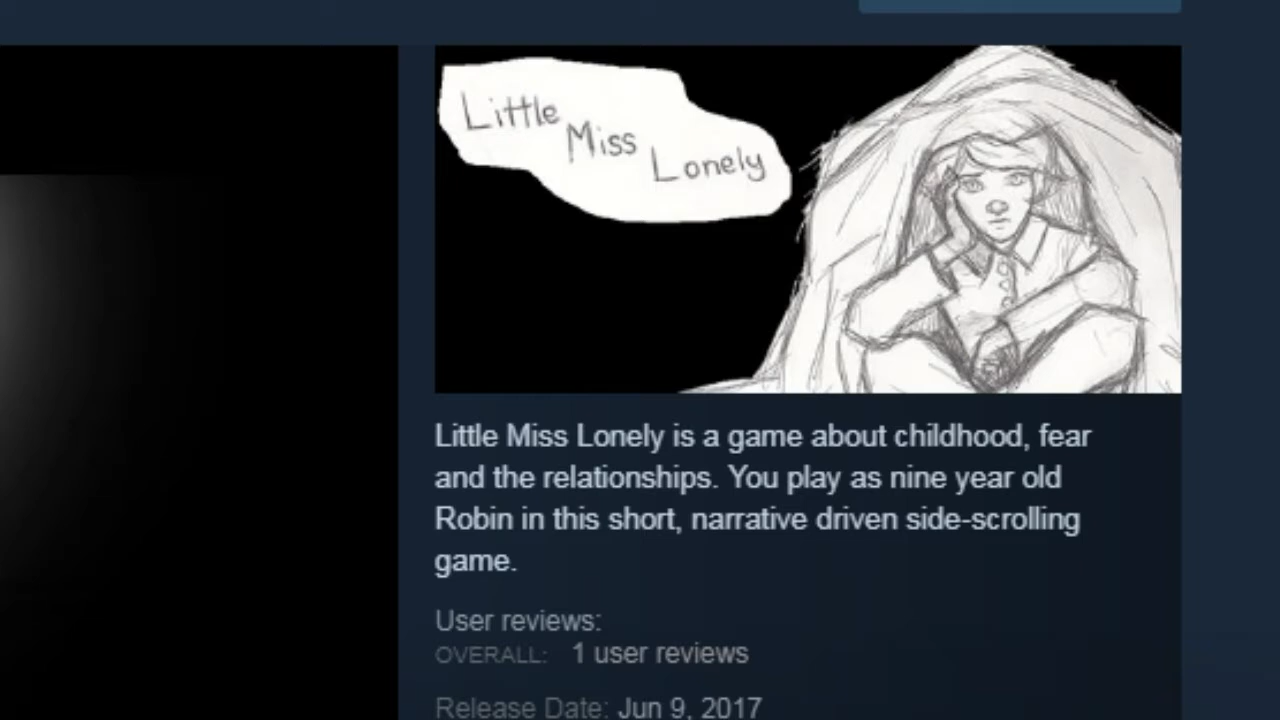 Little
Miss
Lonely
Little Miss Lonely is a game about childhood, fear
and the relationships. You play as nine year old
Robin in this short, narrative driven side-scrolling
game.
User reviews:
OVERALL: 1 user reviews
Release Date: Jun 9, 2017